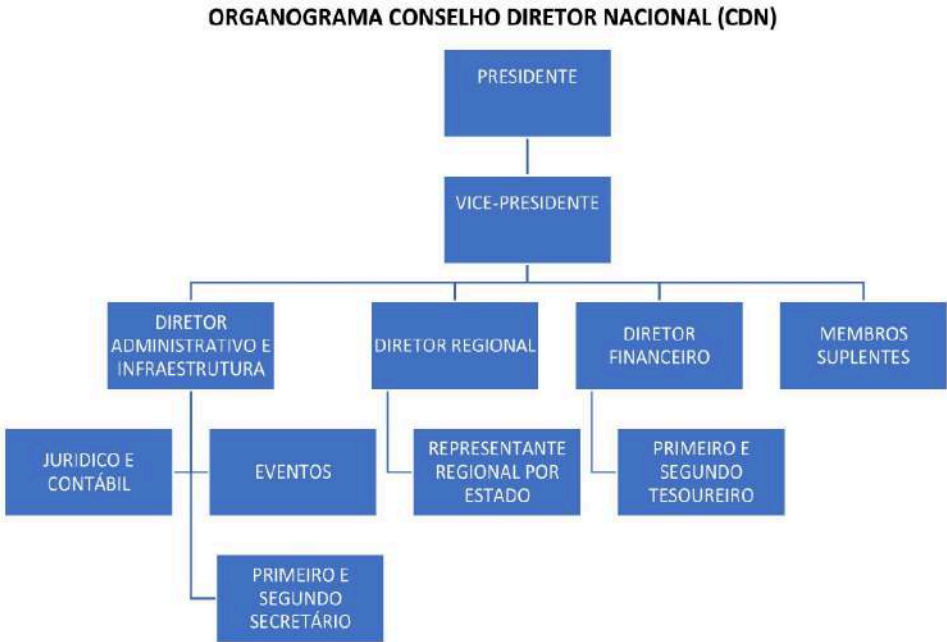 ORGANOGRAMA CONSELHO DIRETOR NACIONAL (CDN)
PRESIDENTE
VICE-PRESIDENTE
DIRETOR
ADMINISTRATIVO E
INFRAESTRUTURA
DIRETOR REGIONAL
DIRETOR
FINANCEIRO
MEMBROS
SUPLENTES
JURIDICO E
CONTÁBIL
EVENTOS
REPRESENTANTE
REGIONAL POR
ESTADO
PRIMEIRO E
SEGUNDO
TESOUREIRO
PRIMEIRO E
SEGUNDO
SECRETÁRIO